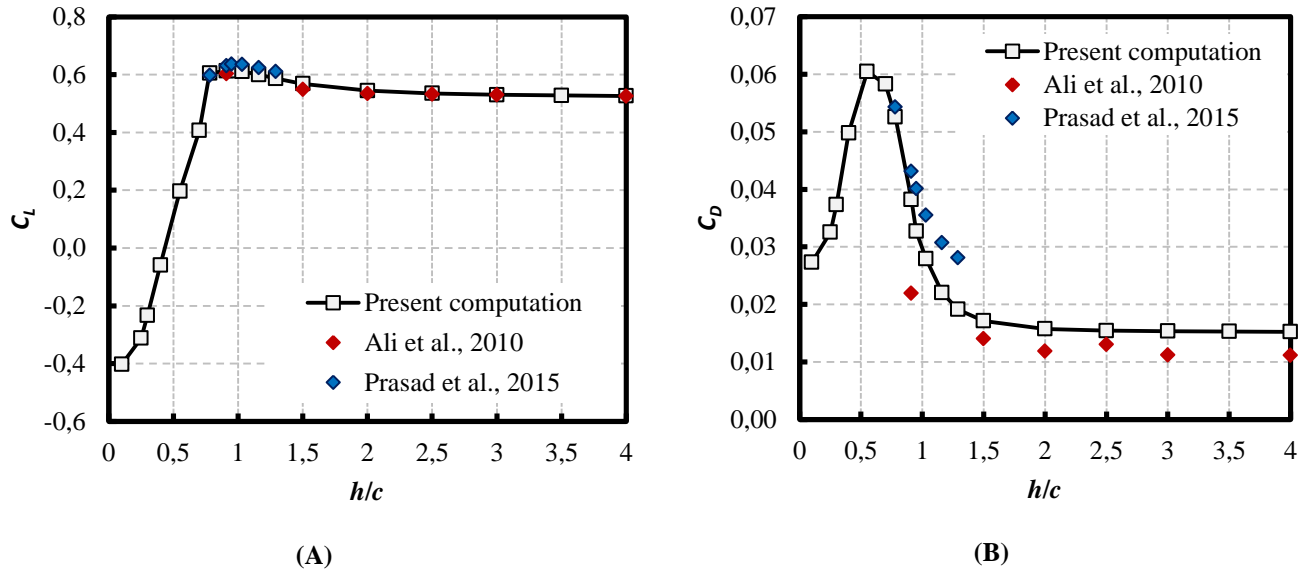 0,8
0,6
0,4
0,2
0,0
-0,2
-0,4
-0,6
C_L
0 0,5 1 1,5 2 2,5 3 3,5 4
h/c
Present computation
Ali et al., 2010
Prasad et al., 2015
(A)
0,07
0,06
0,05
0,04
0,03
0,02
0,01
0,00
C_D
0 0,5 1 1,5 2 2,5 3 3,5 4
h/c
Present computation
Ali et al., 2010
Prasad et al., 2015
(B)